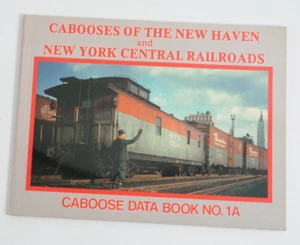 CABOOSES OF THE NEW HAVEN
and
NEW YORK CENTRAL RAILROADS
CABOOSE DATA BOOK NO. 1A